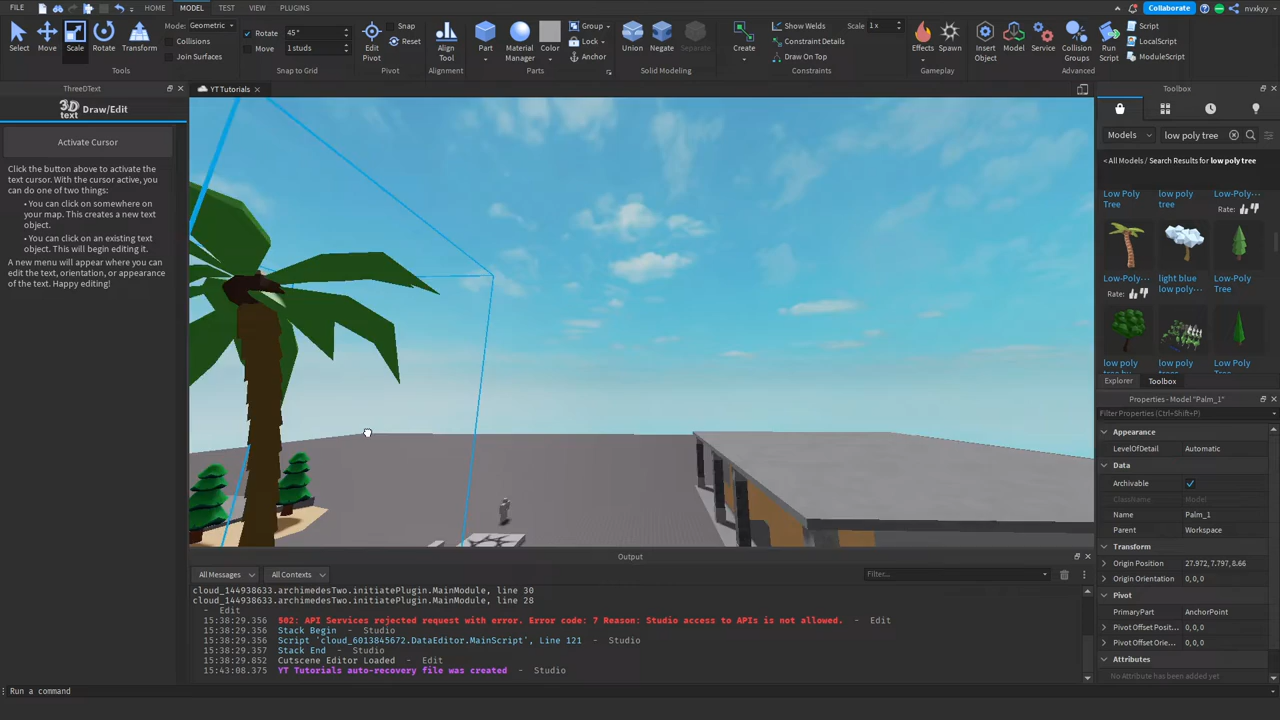 FILE HOME MODEL TEST VIEW PLUGINS Collaborate nvxkyy
Select Move Scale Rotate Transform
Mode: Geometric
Collisions
Join Surfaces
Tools
Rotate 45°
Move 1 studs
Snap to Grid
Edit
Pivot
Snap
Reset
Pivot
Align
Tool
Alignment
Part Material
Manager Color
Group
Lock
Anchor
Parts
Union Negate Separate
Solid Modeling
Create
Show Welds Scale 1x
Constraint Details
Draw On Top
Constraints
Effects Spawn
Gameplay
Insert
Object Model Service Collision
Groups Run
Script
Script
LocalScript
ModuleScript
Advanced
ThreeDText
3D
text
Draw/Edit
Activate Cursor
Click the button above to activate the
text cursor. With the cursor active, you
can do one of two things:
• You can click on somewhere on
your map. This creates a new text
object.
• You can click on an existing text
object. This will begin editing it.
A new menu will appear where you can
edit the text, orientation, or appearance
of the text. Happy editing!
YT Tutorials
Toolbox
Models low poly tree
< All Models / Search Results for low poly tree
Low Poly
Tree
low poly
tree
Low-Poly
Rate:
Low-Poly
Rate:
light blue
low poly
Low-Poly
Tree
low poly
low poly
Low Poly
Explorer Toolbox
Properties - Model "Palm_1"
Filter Properties (Ctrl+Shift+P)
Appearance
LevelOfDetail Automatic
Data
Archivable
ClassName Model
Name Palm_1
Parent Workspace
Transform
Origin Position 27.972, 7.797, 8.66
Origin Orientation 0,0,0
Pivot
PrimaryPart AnchorPoint
Pivot Offset Posit... 0,0,0
Pivot Offset Orie... 0,0,0
Attributes
No Attribute has been added yet
Output
All Messages All Contexts Filter...
cloud_144938633.archimedesTwo.initiatePlugin.MainModule, line 30
cloud_144938633.archimedesTwo.initiatePlugin.MainModule, line 28
- Edit
15:38:29.356 502: API Services rejected request with error. Error code: 7 Reason: Studio access to APIs is not allowed. - Edit
15:38:29.356 Stack Begin - Studio
15:38:29.356 Script 'cloud_6013845672.DataEditor.MainScript', Line 121 - Studio
15:38:29.357 Stack End - Studio
15:38:29.852 Cutscene Editor Loaded - Edit
15:43:08.375 YT Tutorials auto-recovery file was created - Studio
Run a command